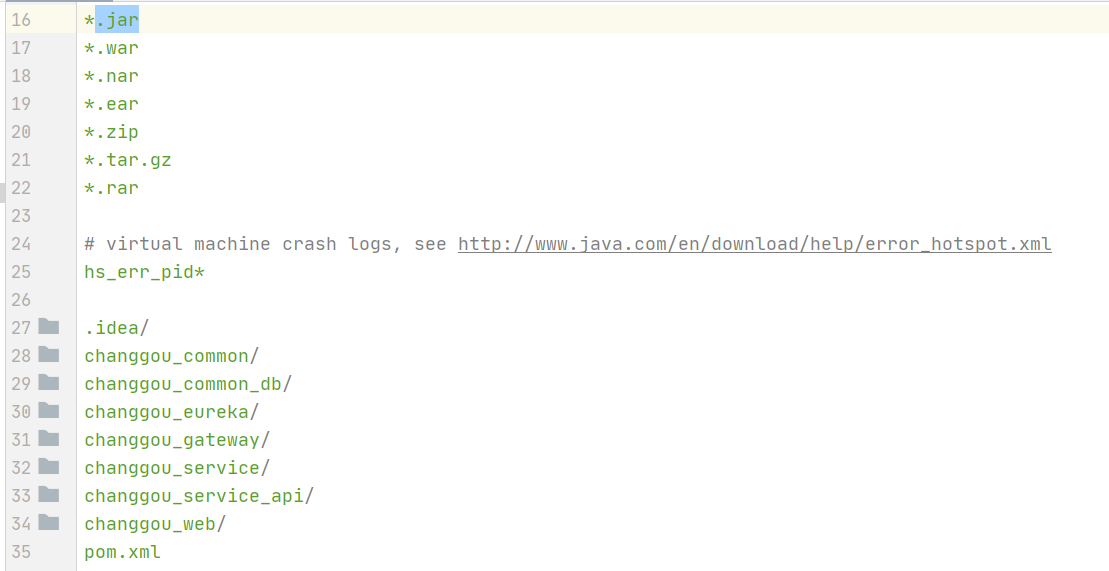 16 *.jar
17 *.war
18 *.nar
19 *.ear
20 *.zip
21 *.tar.gz
22 *.rar
23
24 # virtual machine crash logs, see http://www.java.com/en/download/help/error_hotspot.xml
25 hs_err_pid*
26
27 .idea/
28 changgou_common/
29 changgou_common_db/
30 changgou_eureka/
31 changgou_gateway/
32 changgou_service/
33 changgou_service_api/
34 changgou_web/
35 pom.xml